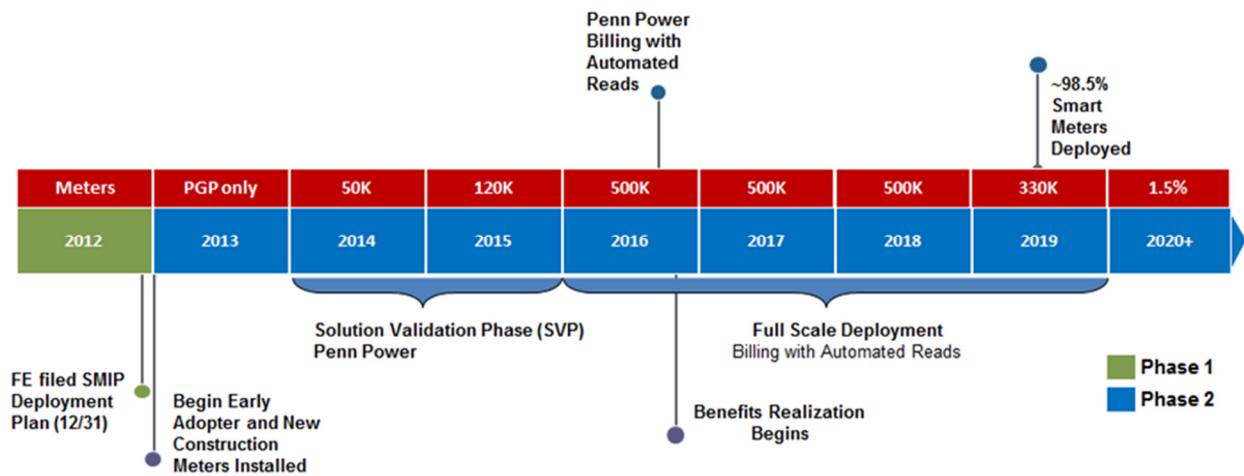 Penn Power
Billing with
Automated
Reads
~98.5%
Smart
Meters
Deployed
Meters
PGP only
50K
120K
500K
500K
500K
330K
1.5%
2012
2013
2014
2015
2016
2017
2018
2019
2020+
Solution Validation Phase (SVP)
Penn Power
Full Scale Deployment
Billing with Automated Reads
FE filed SMIP
Deployment
Plan (12/31)
Begin Early
Adopter and New
Construction
Meters Installed
Benefits Realization
Begins
Phase 1
Phase 2